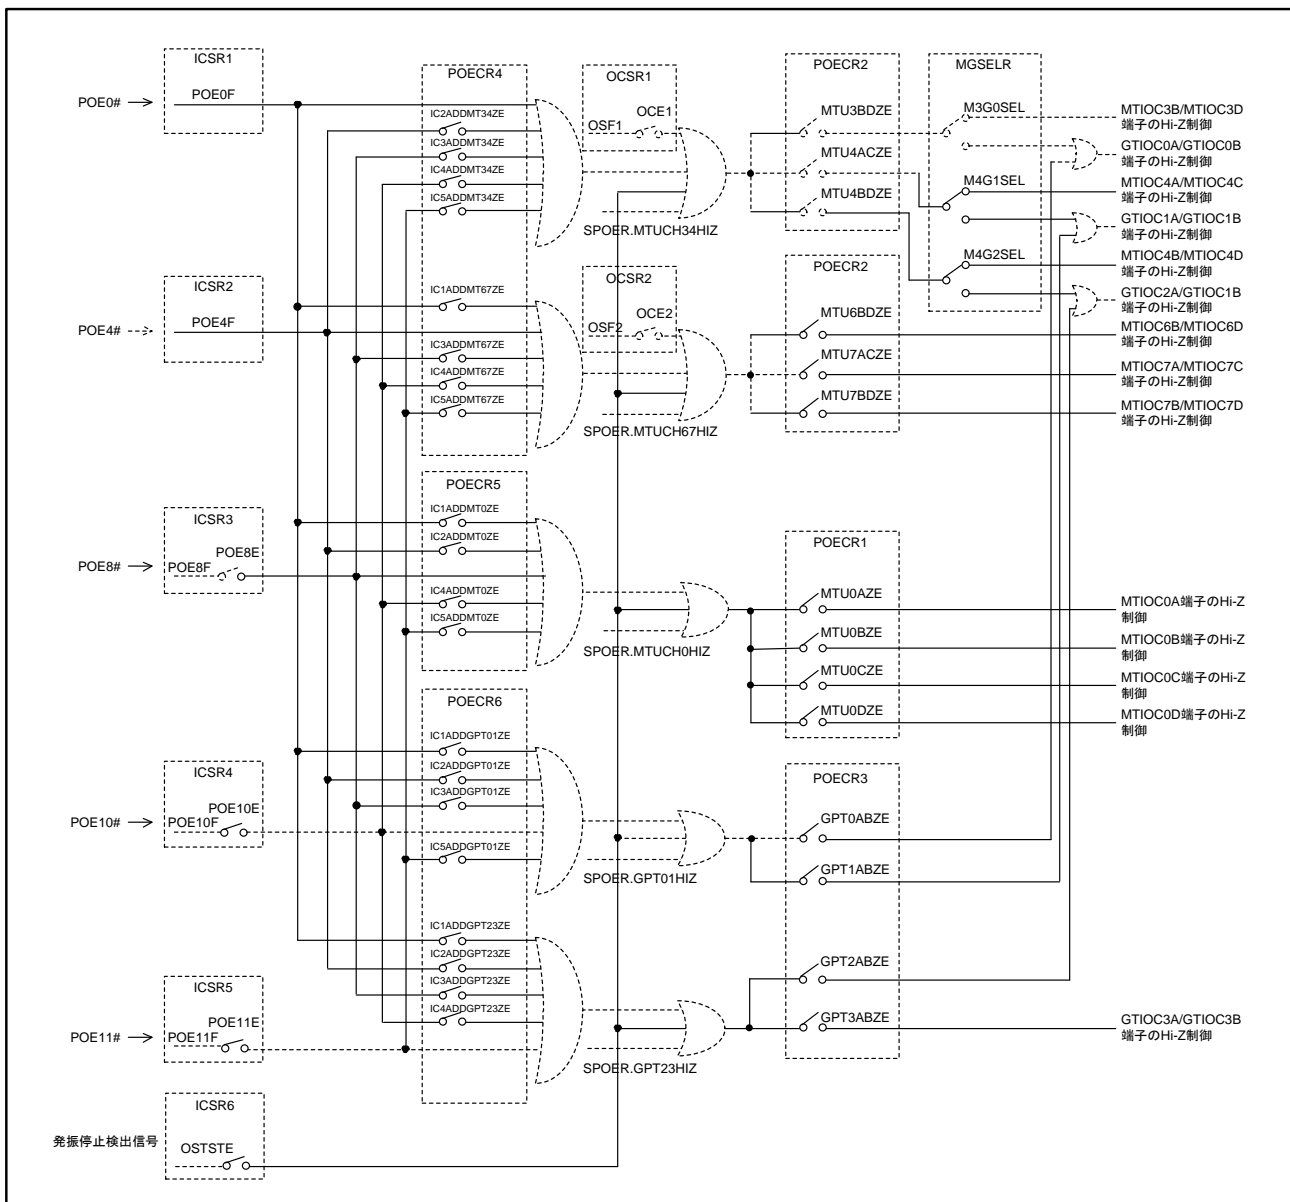 ICSR1
POE0#
POE0F
POECR4
IC2ADDMT34ZE
IC3ADDMT34ZE
IC4ADDMT34ZE
IC5ADDMT34ZE
OCSR1
OSF1
OCE1
SPOER.MTUCH34HIZ
POECR2
MTU3BDZE
MTU4ACZE
MTU4BDZE
MGSELR
M3G0SEL
M4G1SEL
M4G2SEL
MTIOC3B/MTIOC3D
端子のHi-Z制御
GTIOC0A/GTIOC0B
端子のHi-Z制御
MTIOC4A/MTIOC4C
端子のHi-Z制御
GTIOC1A/GTIOC1B
端子のHi-Z制御
MTIOC4B/MTIOC4D
端子のHi-Z制御
GTIOC2A/GTIOC1B
端子のHi-Z制御
ICSR2
POE4#
POE4F
IC1ADDMT67ZE
IC3ADDMT67ZE
IC4ADDMT67ZE
IC5ADDMT67ZE
OCSR2
OSF2
OCE2
SPOER.MTUCH67HIZ
POECR2
MTU6BDZE
MTU7ACZE
MTU7BDZE
MTIOC6B/MTIOC6D
端子のHi-Z制御
MTIOC7A/MTIOC7C
端子のHi-Z制御
MTIOC7B/MTIOC7D
端子のHi-Z制御
ICSR3
POE8#
POE8F
POE8E
POECR5
IC1ADDMT0ZE
IC2ADDMT0ZE
IC4ADDMT0ZE
IC5ADDMT0ZE
SPOER.MTUCH0HIZ
POECR1
MTU0AZE
MTU0BZE
MTU0CZE
MTU0DZE
MTIOC0A端子のHi-Z
制御
MTIOC0B端子のHi-Z
制御
MTIOC0C端子のHi-Z
制御
MTIOC0D端子のHi-Z
制御
ICSR4
POE10#
POE10F
POE10E
POECR6
IC1ADDGPT01ZE
IC2ADDGPT01ZE
IC3ADDGPT01ZE
IC5ADDGPT01ZE
SPOER.GPT01HIZ
POECR3
GPT0ABZE
GPT1ABZE
ICSR5
POE11#
POE11F
POE11E
IC1ADDGPT23ZE
IC2ADDGPT23ZE
IC3ADDGPT23ZE
IC4ADDGPT23ZE
SPOER.GPT23HIZ
GPT2ABZE
GPT3ABZE
GTIOC3A/GTIOC3B
端子のHi-Z制御
ICSR6
発振停止検出信号
OSTSTE